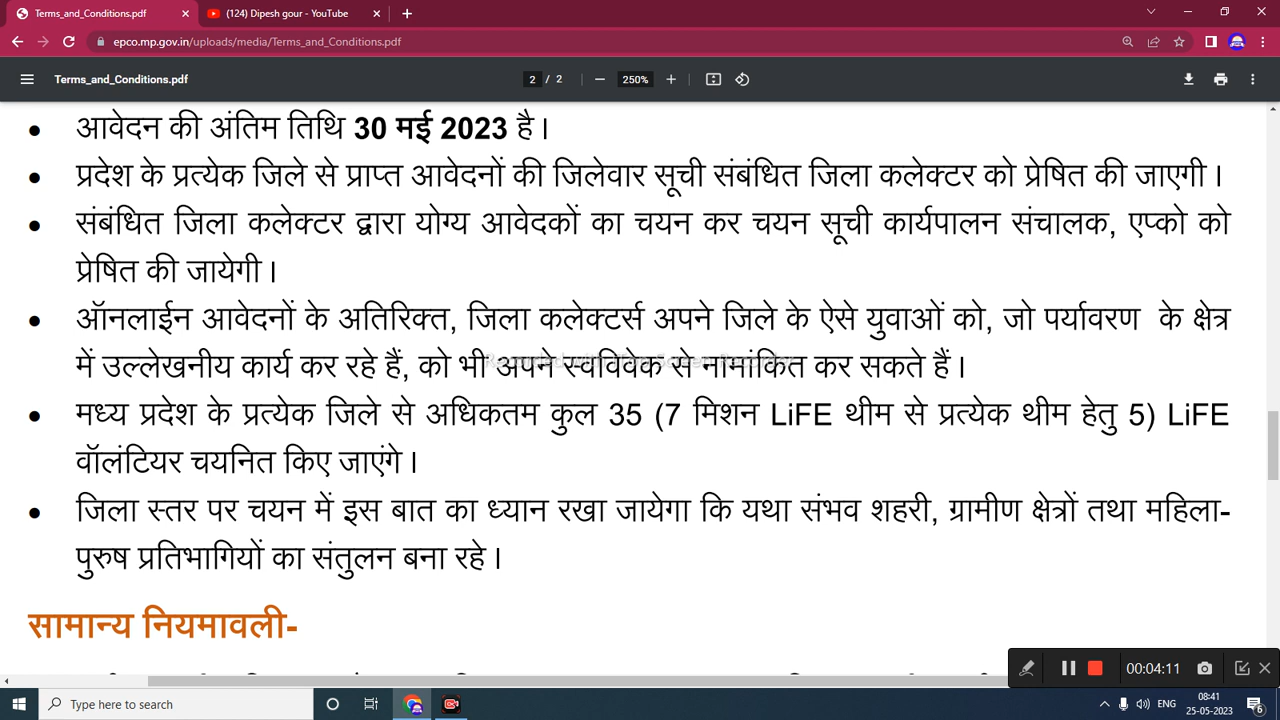 Terms_and_Conditions.pdf
(124) Dipesh gour - YouTube
epco.mp.gov.in/uploads/media/Terms_and_Conditions.pdf
Terms_and_Conditions.pdf
2 / 2
250%
आवेदन की अंतिम तिथि 30 मई 2023 है।
प्रदेश के प्रत्येक जिले से प्राप्त आवेदनों की जिलेवार सूची संबंधित जिला कलेक्टर को प्रेषित की जाएगी।
संबंधित जिला कलेक्टर द्वारा योग्य आवेदकों का चयन कर चयन सूची कार्यपालन संचालक, एप्को को
प्रेषित की जायेगी।
ऑनलाईन आवेदनों के अतिरिक्त, जिला कलेक्टर्स अपने जिले के ऐसे युवाओं को, जो पर्यावरण के क्षेत्र
में उल्लेखनीय कार्य कर रहे हैं, को भी अपने स्वविवेक से नामांकित कर सकते हैं।
मध्य प्रदेश के प्रत्येक जिले से अधिकतम कुल 35 (7 मिशन LiFE थीम से प्रत्येक थीम हेतु 5) LiFE
वॉलंटियर चयनित किए जाएंगे।
जिला स्तर पर चयन में इस बात का ध्यान रखा जायेगा कि यथा संभव शहरी, ग्रामीण क्षेत्रों तथा महिला-
पुरुष प्रतिभागियों का संतुलन बना रहे।
सामान्य नियमावली-
00:04:11
Type here to search
ENG
08:41
25-05-2023
6